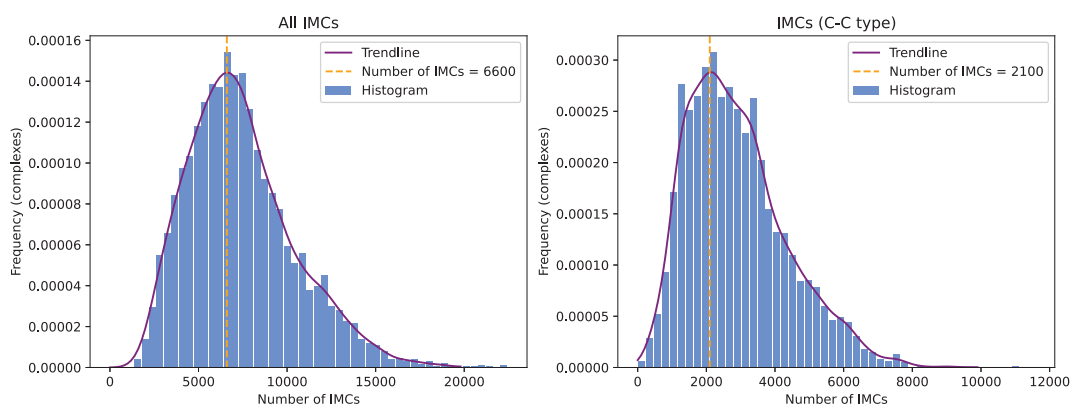 All IMCs
0.00016
0.00014
0.00012
0.00010
0.00008
0.00006
0.00004
0.00002
0.00000
Frequency (complexes)
Trendline
Number of IMCs = 6600
Histogram
0 5000 10000 15000 20000
Number of IMCs
IMCs (C-C type)
0.00030
0.00025
0.00020
0.00015
0.00010
0.00005
0.00000
Frequency (complexes)
Trendline
Number of IMCs = 2100
Histogram
0 2000 4000 6000 8000 10000 12000
Number of IMCs